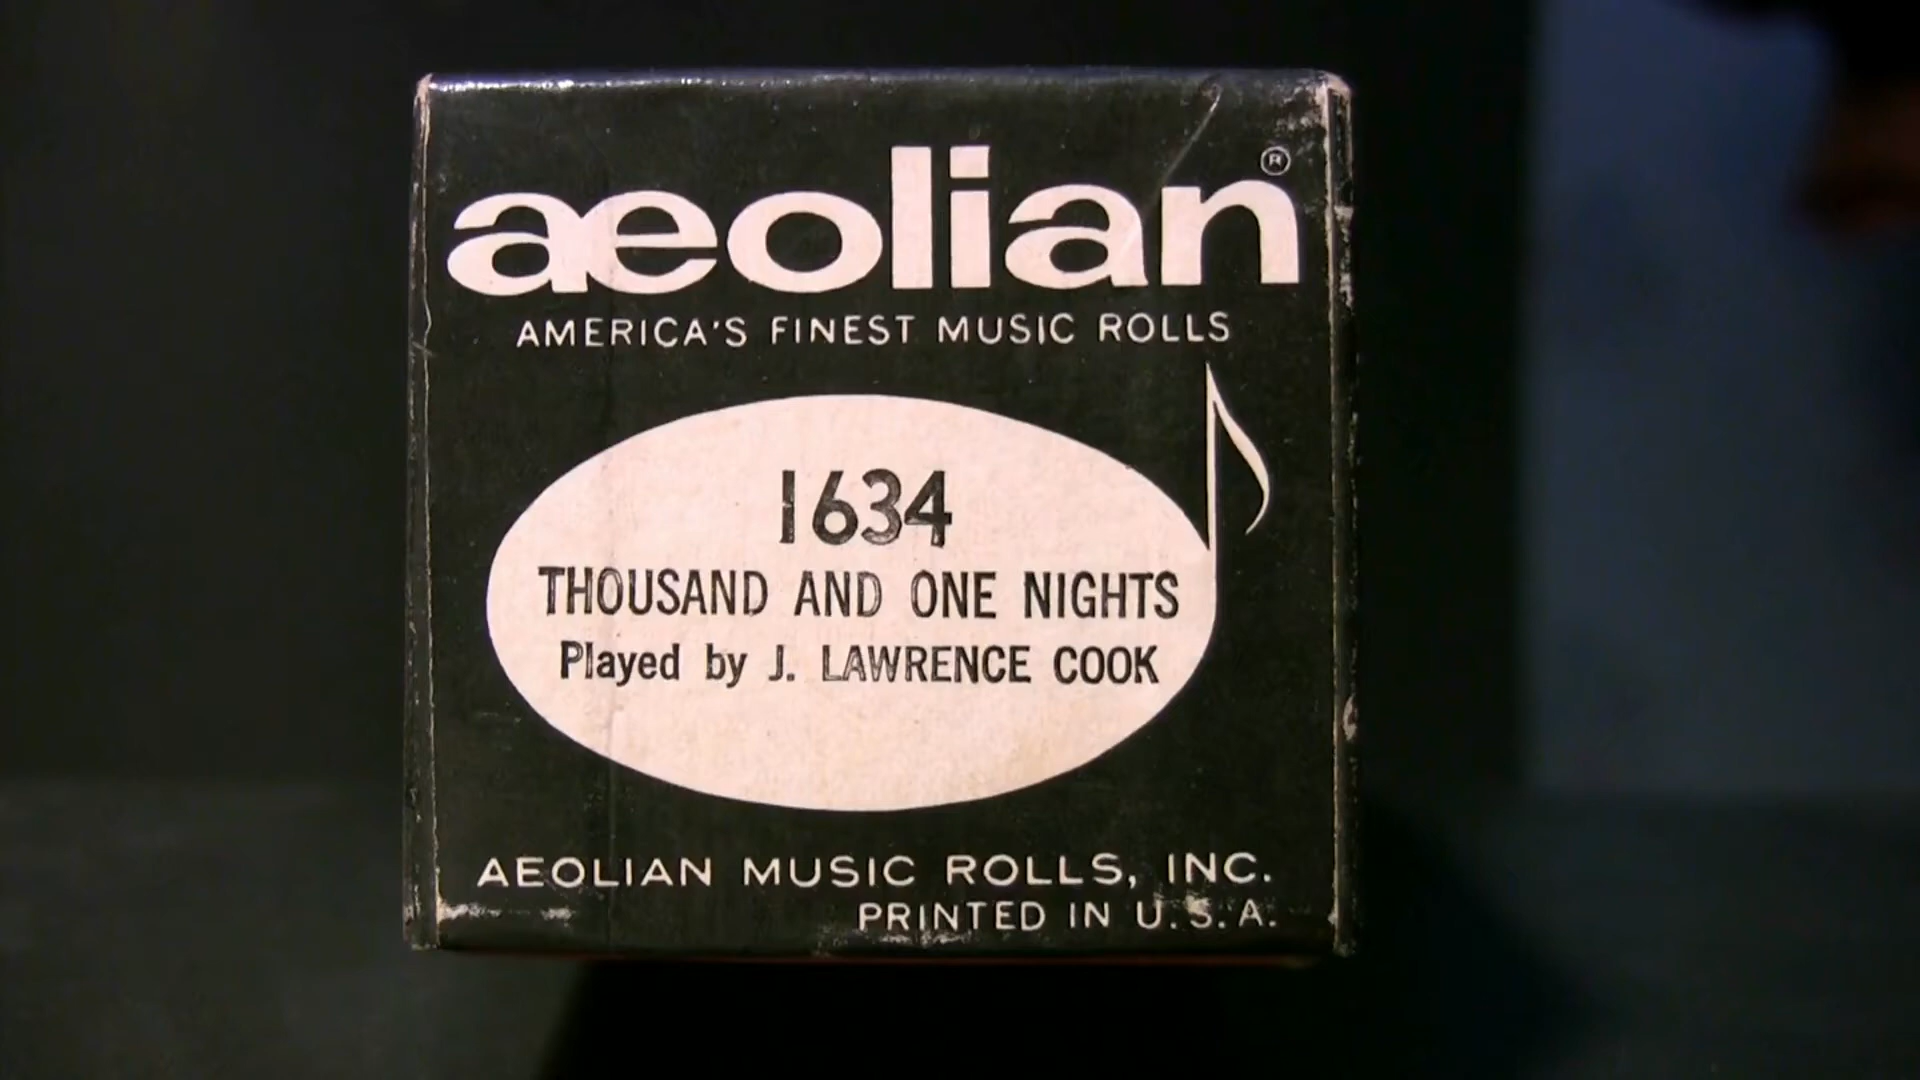 aeolian®
AMERICA'S FINEST MUSIC ROLLS
1634
THOUSAND AND ONE NIGHTS
Played by J. LAWRENCE COOK
AEOLIAN MUSIC ROLLS, INC.
PRINTED IN U.S.A.